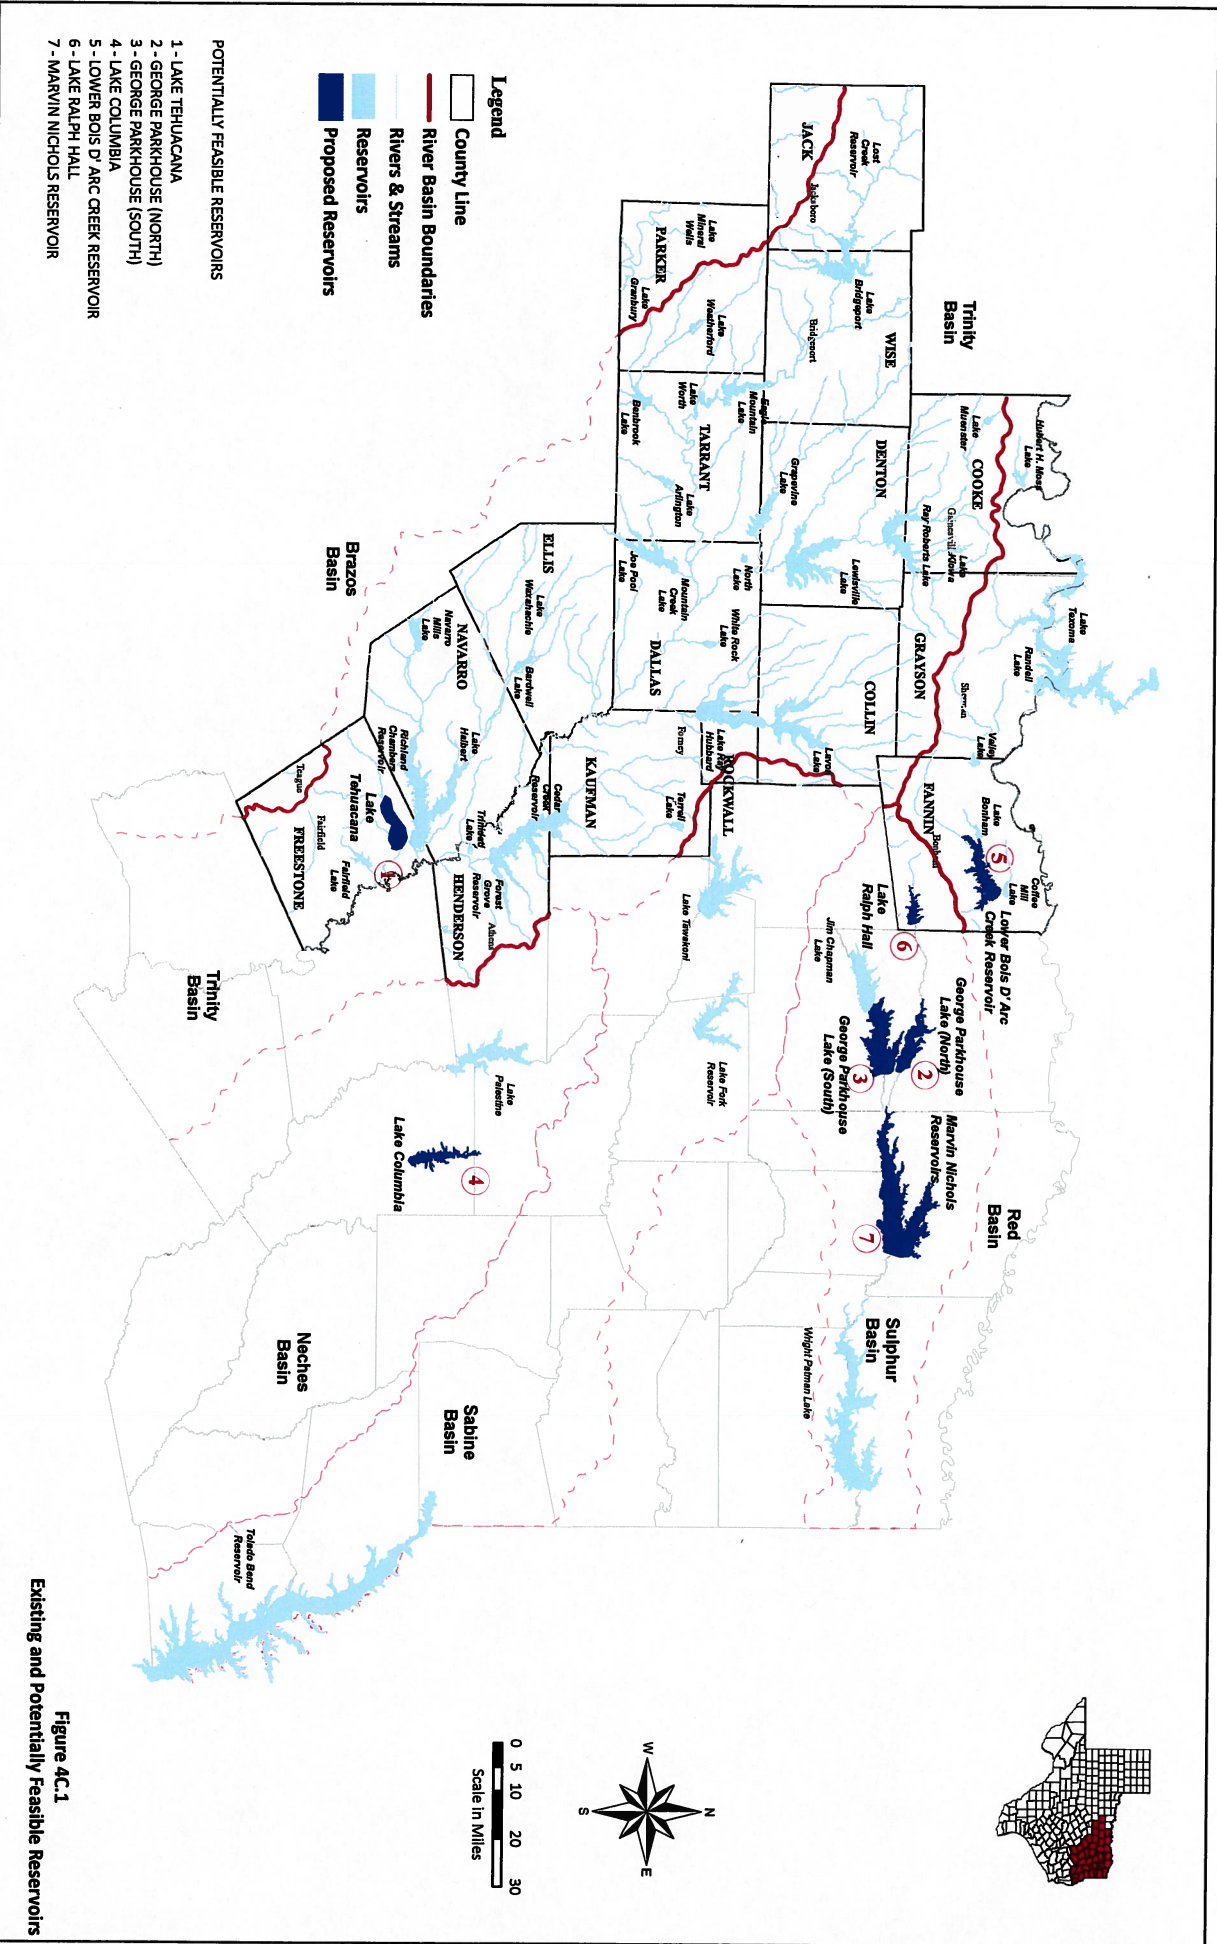 Trinity
Basin
JACK
Lost
Creek
Reservoir
Jacksboro
WISE
Lake
Bridgeport
Bridgeport
PARKER
Lake
Mineral
Wells
Lake
Weatherford
Lake
Granbury
TARRANT
Eagle
Mountain
Lake
Lake
Worth
Benbrook
Lake
Lake
Arlington
DENTON
Grapevine
Lake
Lewisville
Lake
Ray Roberts Lake
COOKE
Hubert H. Moss
Lake
Lake
Muenster
Lake
Kiowa
GRAYSON
Lake
Texoma
Randell
Lake
Valley
Lake
COLLIN
Lavon
Lake
DALLAS
North
Lake
White Rock
Lake
Mountain
Creek
Lake
Joe Pool
Lake
ROCKWALL
Lake Ray
Hubbard
KAUFMAN
Forney
Terrell
Lake
Cedar
Creek
Reservoir
ELLIS
Lake
Waxahachie
Bardwell
Lake
NAVARRO
Navarro
Mills
Lake
Lake
Halbert
Richland
Chambers
Reservoir
HENDERSON
Trinidad
Lake
Forest
Grove
Reservoir
Athens
FREESTONE
Teague
Fairfield
Fairfield
Lake
Lake
Tehuacana
1
FANNIN
Bonham
Lake
Bonham
Coffee
Mill
Lake
5
Lower Bois D' Arc
Creek Reservoir
Lake
Ralph Hall
6
Jim Chapman
Lake
George Parkhouse
Lake (North)
2
George Parkhouse
Lake (South)
3
Marvin Nichols
Reservoirs
7
Red
Basin
Sulphur
Basin
Wright Patman Lake
Lake Tawakoni
Lake Fork
Reservoir
Lake
Palestine
Lake Columbia
4
Brazos
Basin
Trinity
Basin
Neches
Basin
Sabine
Basin
Toledo Bend
Reservoir
Legend
County Line
River Basin Boundaries
Rivers & Streams
Reservoirs
Proposed Reservoirs
POTENTIALLY FEASIBLE RESERVOIRS
1 - LAKE TEHUACANA
2 - GEORGE PARKHOUSE (NORTH)
3 - GEORGE PARKHOUSE (SOUTH)
4 - LAKE COLUMBIA
5 - LOWER BOIS D' ARC CREEK RESERVOIR
6 - LAKE RALPH HALL
7 - MARVIN NICHOLS RESERVOIR
N
W
E
S
0 5 10 20 30
Scale in Miles
Figure 4C.1
Existing and Potentially Feasible Reservoirs